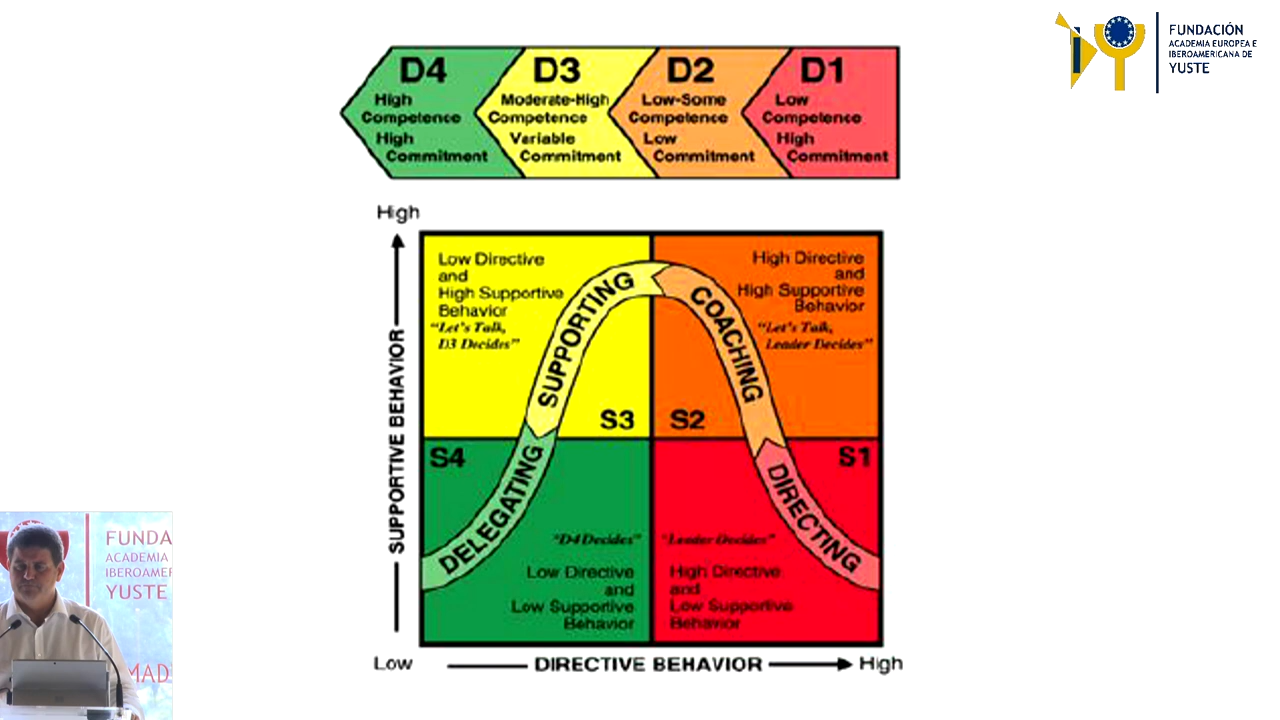 FUNDACIÓN
ACADEMIA EUROPEA E
IBEROAMERICANA DE
YUSTE
D4
High
Competence
High
Commitment
D3
Moderate-High
Competence
Variable
Commitment
D2
Low-Some
Competence
Low
Commitment
D1
Low
Competence
High
Commitment
High
SUPPORTIVE BEHAVIOR
Low Directive
and
High Supportive
Behavior
"Let's Talk,
D3 Decides"
S3
SUPPORTING
High Directive
and
High Supportive
Behavior
"Let's Talk,
Leader Decides"
S2
COACHING
S4
DELEGATING
"D4 Decides"
Low Directive
and
Low Supportive
Behavior
S1
DIRECTING
"Leader Decides"
High Directive
and
Low Supportive
Behavior
Low
DIRECTIVE BEHAVIOR
High
FUNDA
ACADEMIA
IBEROAMER
YUSTE
MAD